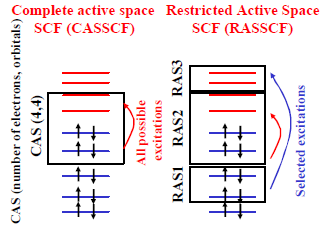 Complete active space
SCF (CASSCF)
Restricted Active Space
SCF (RASSCF)
CAS (number of electrons, orbitals)
CAS (4.4)
All possible
excitations
RAS3
RAS2
RAS1
Selected excitations